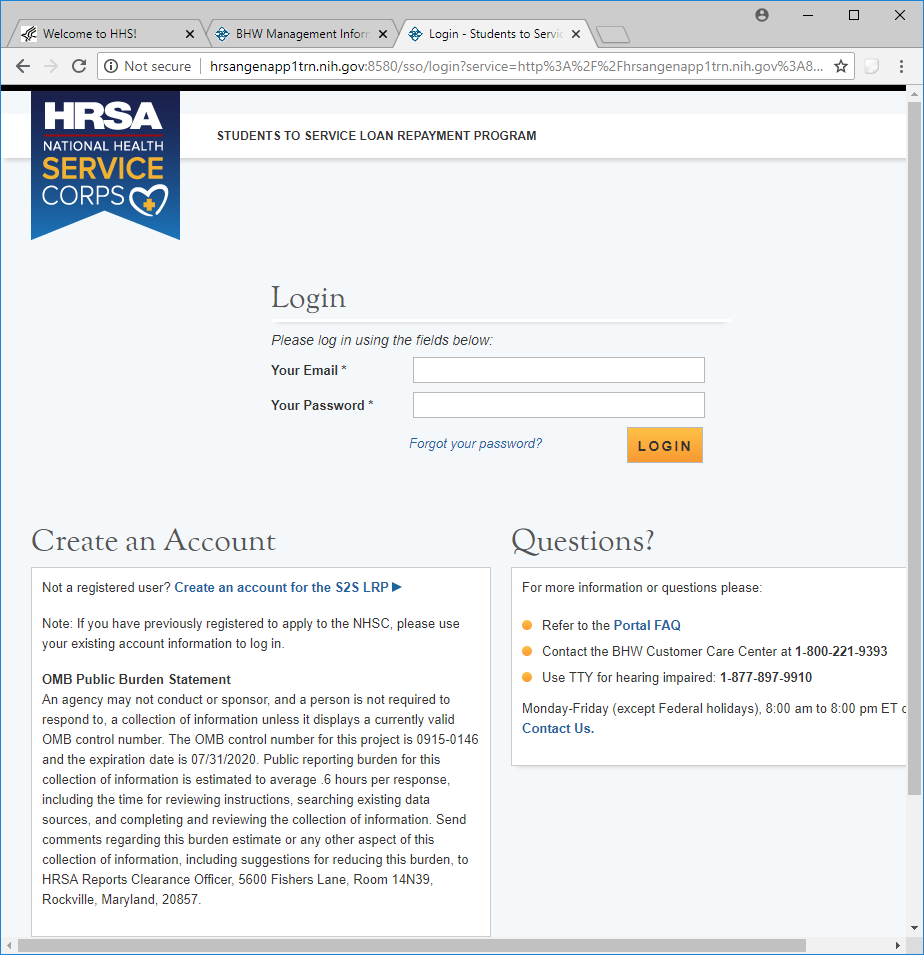 Welcome to HHS!
BHW Management Inforr
Login - Students to Servic
Not secure
hrsangenapp1trn.nih.gov:8580/sso/login?service=http%3A%2F%2Fhrsangenapp1trn.nih.gov%3A8...
HRSA
NATIONAL HEALTH
SERVICE
CORPS
STUDENTS TO SERVICE LOAN REPAYMENT PROGRAM
Login
Please log in using the fields below:
Your Email *
Your Password *
Forgot your password?
LOGIN
Create an Account
Not a registered user? Create an account for the S2S LRP
Note: If you have previously registered to apply to the NHSC, please use
your existing account information to log in.
OMB Public Burden Statement
An agency may not conduct or sponsor, and a person is not required to
respond to, a collection of information unless it displays a currently valid
OMB control number. The OMB control number for this project is 0915-0146
and the expiration date is 07/31/2020. Public reporting burden for this
collection of information is estimated to average .6 hours per response,
including the time for reviewing instructions, searching existing data
sources, and completing and reviewing the collection of information. Send
comments regarding this burden estimate or any other aspect of this
collection of information, including suggestions for reducing this burden, to
HRSA Reports Clearance Officer, 5600 Fishers Lane, Room 14N39,
Rockville, Maryland, 20857.
Questions?
For more information or questions please:
Refer to the Portal FAQ
Contact the BHW Customer Care Center at 1-800-221-9393
Use TTY for hearing impaired: 1-877-897-9910
Monday-Friday (except Federal holidays), 8:00 am to 8:00 pm ET
Contact Us.